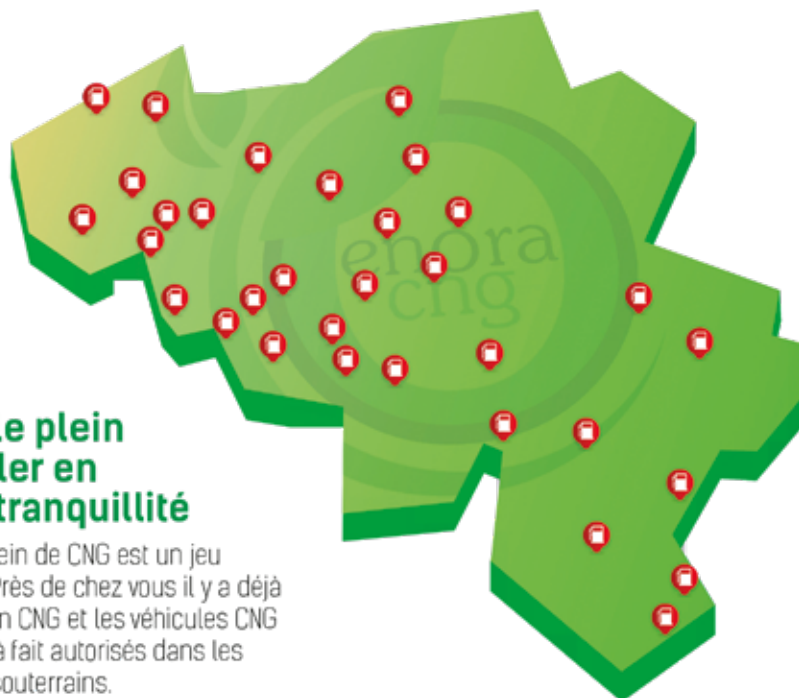 enora
cng
le plein
ler en
tranquillité
ein de CNG est un jeu
Près de chez vous il y a déjà
n CNG et les véhicules CNG
à fait autorisés dans les
souterrains.